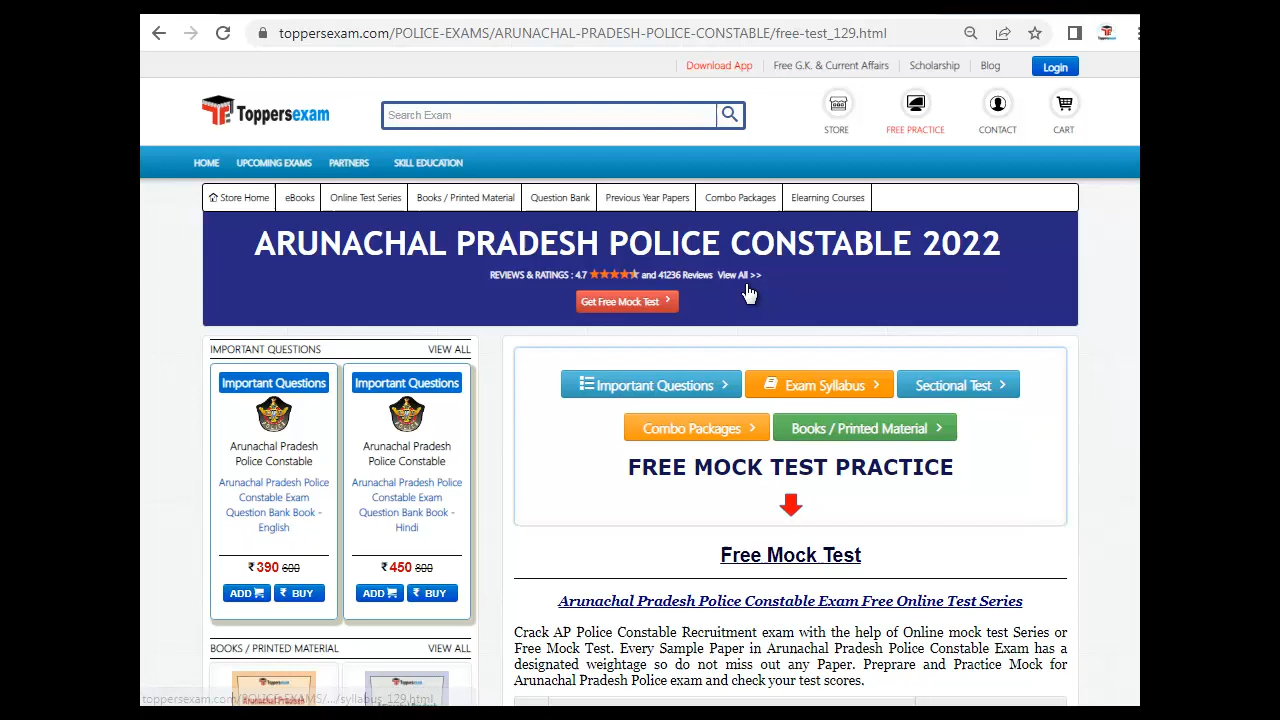 toppersexam.com/POLICE-EXAMS/ARUNACHAL-PRADESH-POLICE-CONSTABLE/free-test_129.html
Download App Free G.K. & Current Affairs Scholarship Blog Login
Toppersexam
Search Exam
STORE FREE PRACTICE CONTACT CART
HOME UPCOMING EXAMS PARTNERS SKILL EDUCATION
Store Home eBooks Online Test Series Books / Printed Material Question Bank Previous Year Papers Combo Packages Elearning Courses
ARUNACHAL PRADESH POLICE CONSTABLE 2022
REVIEWS & RATINGS : 4.7 and 41236 Reviews View All >>
Get Free Mock Test
IMPORTANT QUESTIONS VIEW ALL
Important Questions
Arunachal Pradesh
Police Constable
Arunachal Pradesh Police
Constable Exam
Question Bank Book -
English
₹ 390 600
ADD ₹ BUY
Important Questions
Arunachal Pradesh
Police Constable
Arunachal Pradesh Police
Constable Exam
Question Bank Book -
Hindi
₹ 450 600
ADD ₹ BUY
BOOKS / PRINTED MATERIAL VIEW ALL
Toppersexam
Toppersexam
Important Questions Exam Syllabus Sectional Test
Combo Packages Books / Printed Material
FREE MOCK TEST PRACTICE
Free Mock Test
Arunachal Pradesh Police Constable Exam Free Online Test Series
Crack AP Police Constable Recruitment exam with the help of Online mock test Series or
Free Mock Test. Every Sample Paper in Arunachal Pradesh Police Constable Exam has a
designated weightage so do not miss out any Paper. Preprare and Practice Mock for
Arunachal Pradesh Police exam and check your test scores.
toppersexam.com/POLICE-EXAMS/.../syllabus_129.html